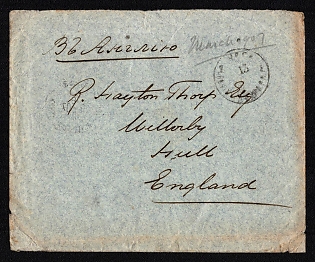 Въ Англію
R. Hayton Thorp Esq
Willerby
Hull
England